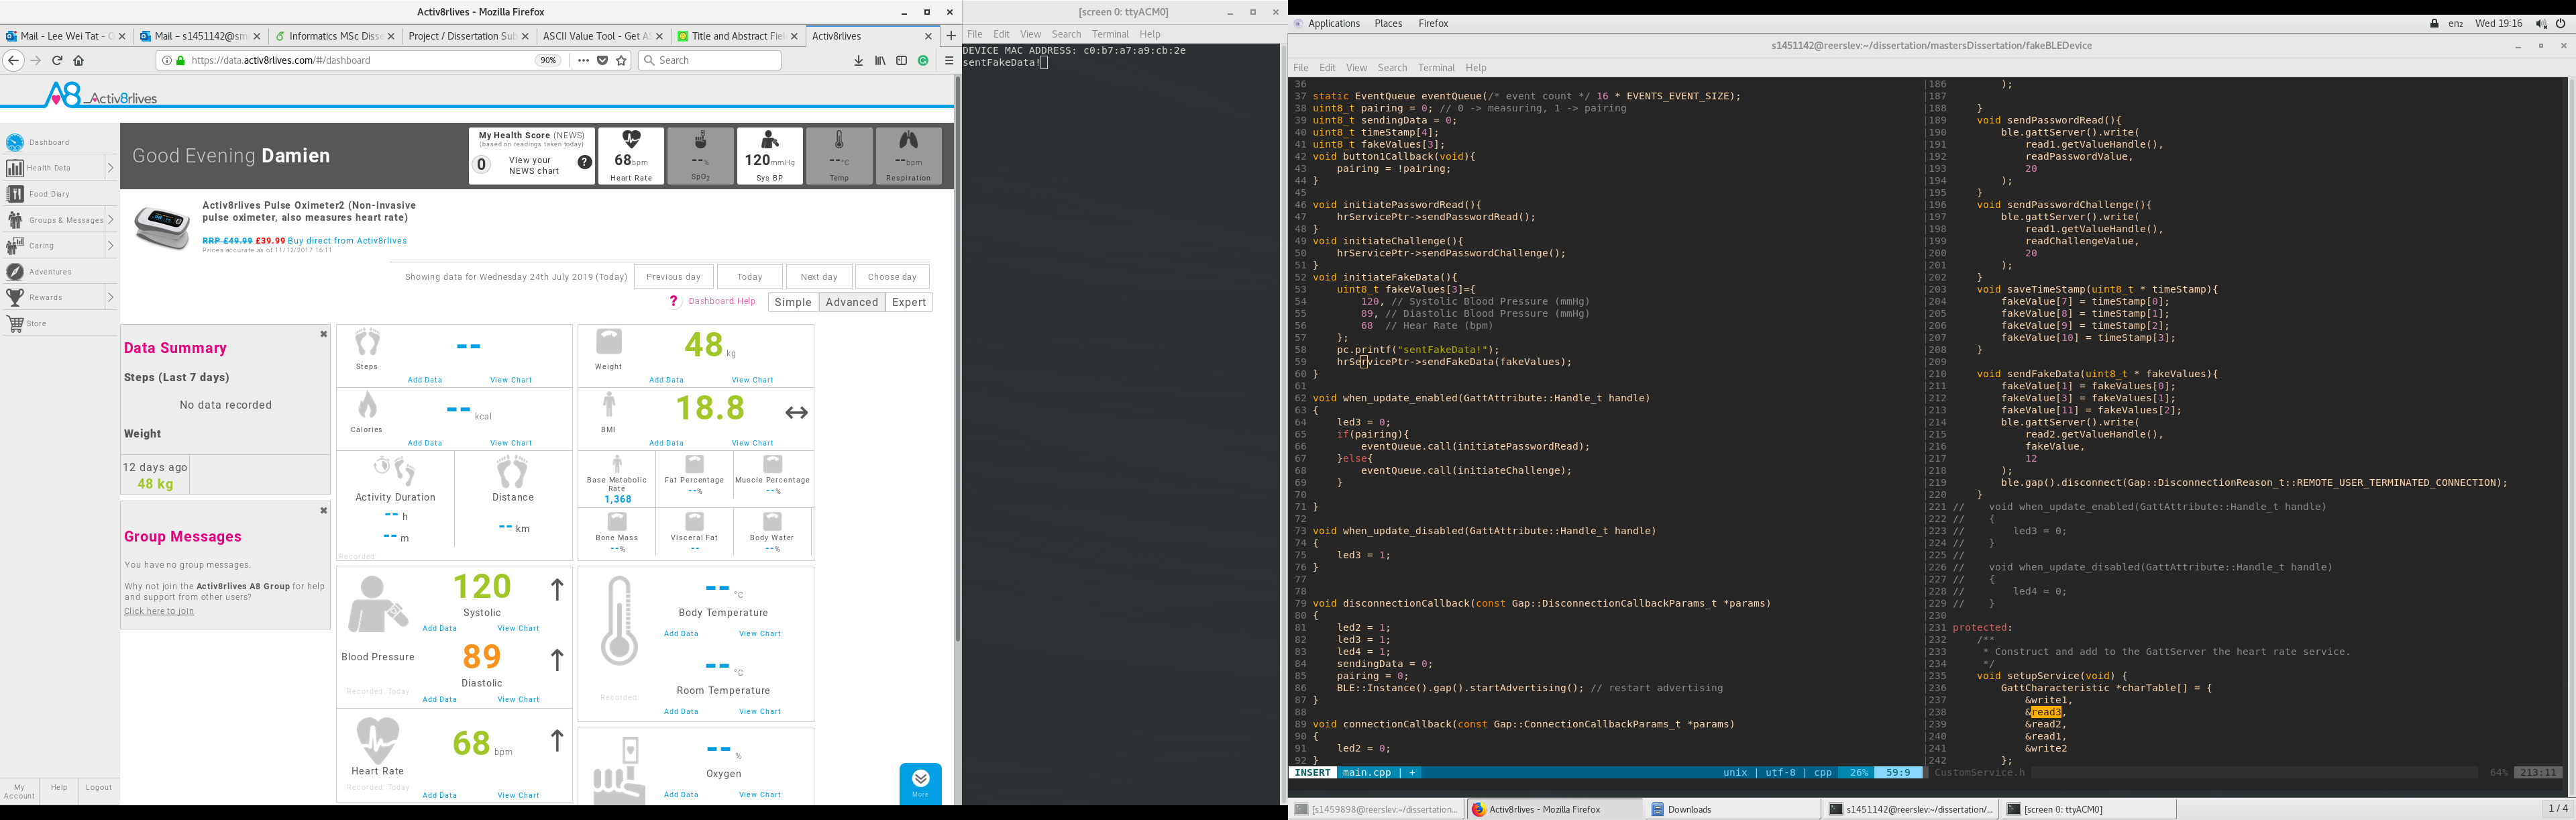 Activ8rlives - Mozilla Firefox
Mail - Lee Wei Tat - O
Mail – s1451142@sm
Informatics MSc Disse
Project / Dissertation Sub
ASCII Value Tool - Get A
Title and Abstract Fiel
Activ8rlives
https://data.activ8rlives.com/#/dashboard
90%
Search
A8 Activ8rlives
Dashboard
Health Data
Food Diary
Groups & Messages
Caring
Adventures
Rewards
Store
My Account
Help
Logout
Good Evening Damien
My Health Score (NEWS)
(based on readings taken today)
0
View your
NEWS chart
?
68bpm
Heart Rate
--%
SpO2
120mmHg
Sys BP
--°C
Temp
--bpm
Respiration
Activ8rlives Pulse Oximeter2 (Non-invasive
pulse oximeter, also measures heart rate)
RRP £49.99 £39.99 Buy direct from Activ8rlives
Prices accurate as of 11/12/2017 16:11
Showing data for Wednesday 24th July 2019 (Today)
Previous day
Today
Next day
Choose day
? Dashboard Help
Simple
Advanced
Expert
Data Summary
Steps (Last 7 days)
No data recorded
Weight
12 days ago
48 kg
Group Messages
You have no group messages.
Why not join the Activ8rlives A8 Group for help
and support from other users?
Click here to join
Steps
--
Add Data
View Chart
Calories
-- kcal
Add Data
View Chart
Activity Duration
-- h
-- m
Distance
-- km
Recorded:
Weight
48 kg
Add Data
View Chart
BMI
18.8
Add Data
View Chart
Base Metabolic
Rate
1,368
Fat Percentage
--%
Muscle Percentage
--%
Bone Mass
--%
Visceral Fat
--
Body Water
--%
Blood Pressure
Recorded: Today
120
Systolic
Add Data
View Chart
89
Diastolic
Add Data
View Chart
Heart Rate
Recorded: Today
68 bpm
Add Data
View Chart
-- °C
Body Temperature
Add Data
View Chart
-- °C
Room Temperature
Recorded:
Add Data
View Chart
-- %
Oxygen
Add Data
View Chart
More
[screen 0: ttyACM0]
File Edit View Search Terminal Help
DEVICE MAC ADDRESS: c0:b7:a7:a9:cb:2e
sentFakeData!
Applications Places Firefox
en2 Wed 19:16
s1451142@reerslev:~/dissertation/mastersDissertation/fakeBLEDevice
File Edit View Search Terminal Help
36
37 static EventQueue eventQueue(/* event count */ 16 * EVENTS_EVENT_SIZE);
38 uint8_t pairing = 0; // 0 -> measuring, 1 -> pairing
39 uint8_t sendingData = 0;
40 uint8_t timeStamp[4];
41 uint8_t fakeValues[3];
42 void button1Callback(void){
43     pairing = !pairing;
44 }
45
46 void initiatePasswordRead(){
47     hrServicePtr->sendPasswordRead();
48 }
49 void initiateChallenge(){
50     hrServicePtr->sendPasswordChallenge();
51 }
52 void initiateFakeData(){
53     uint8_t fakeValues[3]={
54         120, // Systolic Blood Pressure (mmHg)
55         89, // Diastolic Blood Pressure (mmHg)
56         68  // Hear Rate (bpm)
57     };
58     pc.printf("sentFakeData!");
59     hrServicePtr->sendFakeData(fakeValues);
60 }
61
62 void when_update_enabled(GattAttribute::Handle_t handle)
63 {
64     led3 = 0;
65     if(pairing){
66         eventQueue.call(initiatePasswordRead);
67     }else{
68         eventQueue.call(initiateChallenge);
69     }
70
71 }
72
73 void when_update_disabled(GattAttribute::Handle_t handle)
74 {
75     led3 = 1;
76 }
77
78
79 void disconnectionCallback(const Gap::DisconnectionCallbackParams_t *params)
80 {
81     led2 = 1;
82     led3 = 1;
83     led4 = 1;
84     sendingData = 0;
85     pairing = 0;
86     BLE::Instance().gap().startAdvertising(); // restart advertising
87 }
88
89 void connectionCallback(const Gap::ConnectionCallbackParams_t *params)
90 {
91     led2 = 0;
92 }
INSERT main.cpp | + unix | utf-8 | cpp 26% 59:9
186         );
187
188     }
189     void sendPasswordRead(){
190         ble.gattServer().write(
191             read1.getValueHandle(),
192             readPasswordValue,
193             20
194         );
195     }
196     void sendPasswordChallenge(){
197         ble.gattServer().write(
198             read1.getValueHandle(),
199             readChallengeValue,
200             20
201         );
202     }
203     void saveTimeStamp(uint8_t * timeStamp){
204         fakeValue[7] = timeStamp[0];
205         fakeValue[8] = timeStamp[1];
206         fakeValue[9] = timeStamp[2];
207         fakeValue[10] = timeStamp[3];
208     }
209
210     void sendFakeData(uint8_t * fakeValues){
211         fakeValue[1] = fakeValues[0];
212         fakeValue[3] = fakeValues[1];
213         fakeValue[11] = fakeValues[2];
214         ble.gattServer().write(
215             read2.getValueHandle(),
216             fakeValue,
217             12
218         );
219         ble.gap().disconnect(Gap::DisconnectionReason_t::REMOTE_USER_TERMINATED_CONNECTION);
220     }
221 //    void when_update_enabled(GattAttribute::Handle_t handle)
222 //    {
223 //        led3 = 0;
224 //    }
225 //
226 //    void when_update_disabled(GattAttribute::Handle_t handle)
227 //    {
228 //        led4 = 0;
229 //    }
230
231 protected:
232     /**
233      * Construct and add to the GattServer the heart rate service.
234      */
235     void setupService(void) {
236         GattCharacteristic *charTable[] = {
237             &write1,
238             &read3,
239             &read2,
240             &read1,
241             &write2
242         };
CustomService.h 64% 213:11
[s1459898@reerslev:~/dissertation...
Activ8rlives - Mozilla Firefox
Downloads
s1451142@reerslev:~/dissertation/...
[screen 0: ttyACM0]
1 / 4